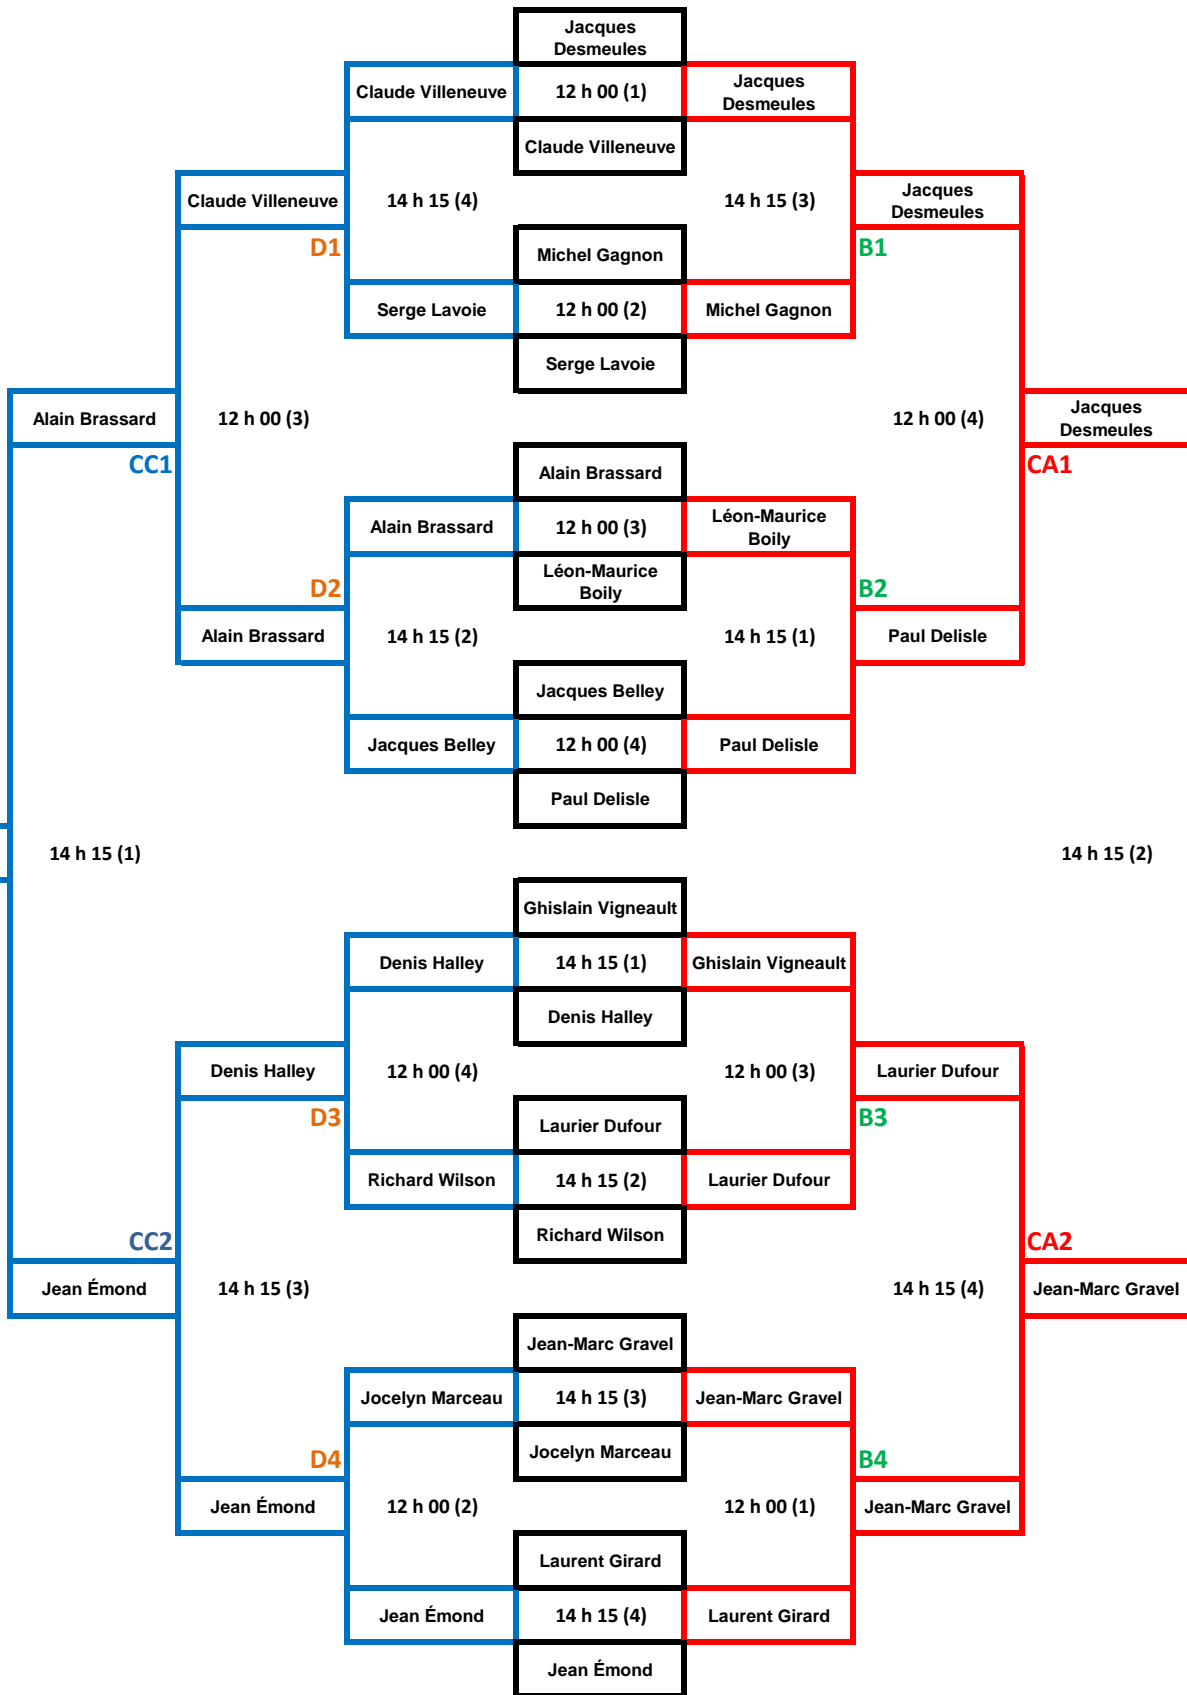 Jacques
Desmeules
Claude Villeneuve
12 h 00 (1)
Jacques
Desmeules
Claude Villeneuve
Claude Villeneuve
14 h 15 (4)
14 h 15 (3)
Jacques
Desmeules
D1
Michel Gagnon
B1
Serge Lavoie
12 h 00 (2)
Michel Gagnon
Serge Lavoie
Alain Brassard
12 h 00 (3)
12 h 00 (4)
Jacques
Desmeules
CC1
Alain Brassard
CA1
Alain Brassard
12 h 00 (3)
Léon-Maurice
Boily
D2
Léon-Maurice
Boily
B2
Alain Brassard
14 h 15 (2)
14 h 15 (1)
Paul Delisle
Jacques Belley
Jacques Belley
12 h 00 (4)
Paul Delisle
Paul Delisle
14 h 15 (1)
14 h 15 (2)
Ghislain Vigneault
Denis Halley
14 h 15 (1)
Ghislain Vigneault
Denis Halley
Denis Halley
12 h 00 (4)
12 h 00 (3)
Laurier Dufour
D3
Laurier Dufour
B3
Richard Wilson
14 h 15 (2)
Laurier Dufour
CC2
Richard Wilson
CA2
Jean Émond
14 h 15 (3)
14 h 15 (4)
Jean-Marc Gravel
Jean-Marc Gravel
Jocelyn Marceau
14 h 15 (3)
Jean-Marc Gravel
D4
Jocelyn Marceau
B4
Jean Émond
12 h 00 (2)
12 h 00 (1)
Jean-Marc Gravel
Laurent Girard
Jean Émond
14 h 15 (4)
Laurent Girard
Jean Émond